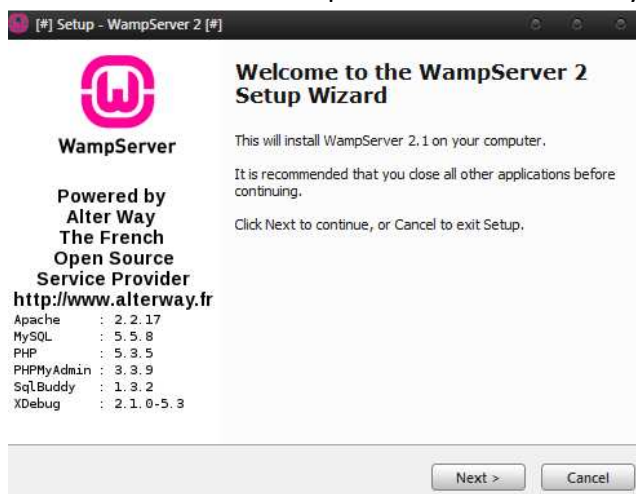 [#] Setup - WampServer 2 [#]
WampServer
Powered by
Alter Way
The French
Open Source
Service Provider
http://www.alterway.fr
Apache : 2.2.17
MySQL : 5.5.8
PHP : 5.3.5
PHPMyAdmin : 3.3.9
SqlBuddy : 1.3.2
XDebug : 2.1.0-5.3
Welcome to the WampServer 2
Setup Wizard
This will install WampServer 2.1 on your computer.
It is recommended that you close all other applications before
continuing.
Click Next to continue, or Cancel to exit Setup.
Next >
Cancel